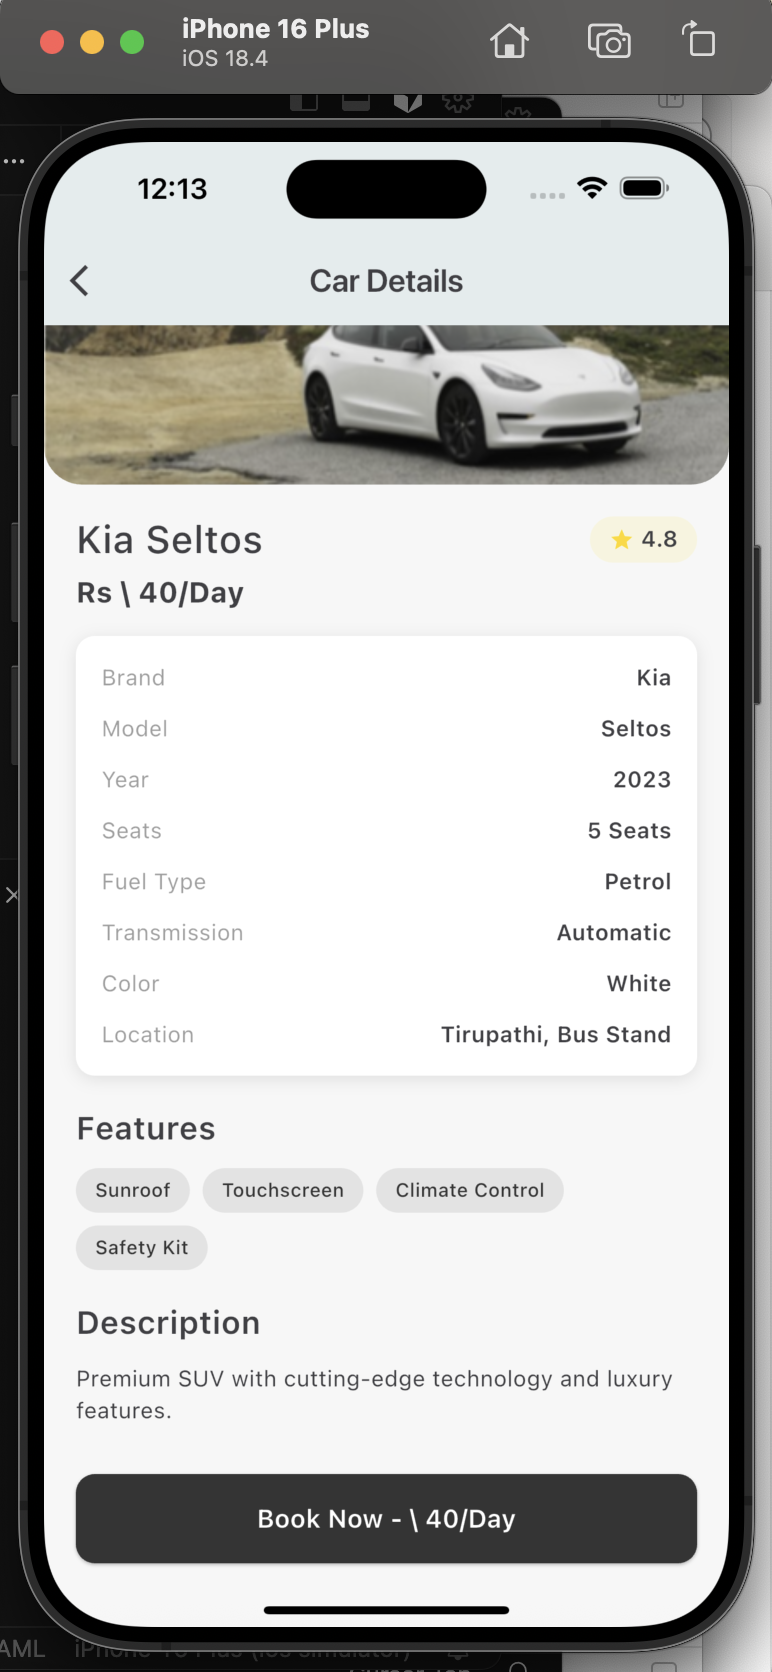 iPhone 16 Plus
iOS 18.4
12:13
Car Details
Kia Seltos
4.8
Rs \ 40/Day
Brand Kia
Model Seltos
Year 2023
Seats 5 Seats
Fuel Type Petrol
Transmission Automatic
Color White
Location Tirupathi, Bus Stand
Features
Sunroof Touchscreen Climate Control
Safety Kit
Description
Premium SUV with cutting-edge technology and luxury
features.
Book Now - \ 40/Day
AML